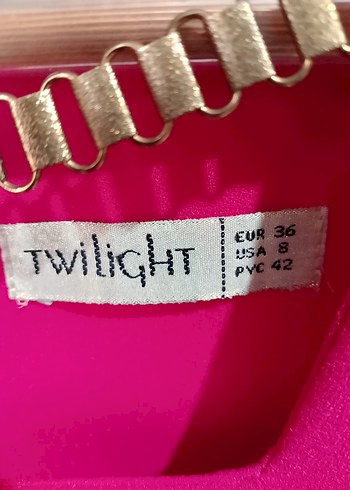 TWiliGHT
EUR 36
USA 8
РУС 42